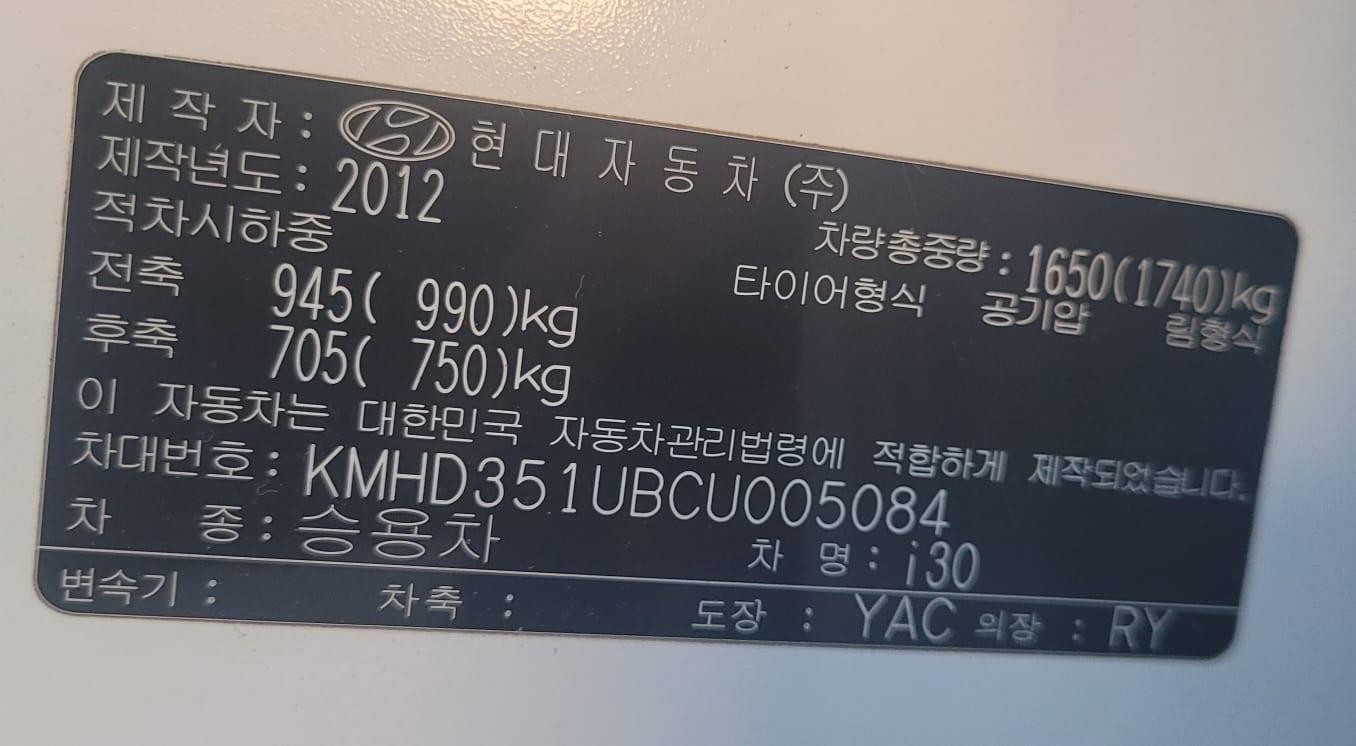 제 작 자 : 현 대 자 동 차 (주)
제작년도 : 2012
적차시하중 차량총중량 : 1650(1740)kg
전축 945( 990)kg 타이어형식 공기압 림형식
후축 705( 750)kg
이 자동차는 대한민국 자동차관리법령에 적합하게 제작되었습니다.
차대번호 : KMHD351UBCU005084
차 종 : 승용차 차 명 : i30
변속기 : 차축 : 도장 : YAC 의장 : RY